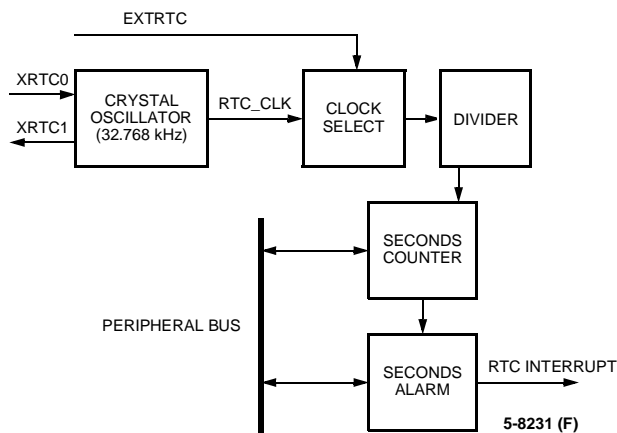 EXTRTC
XRTC0
XRTC1
CRYSTAL
OSCILLATOR
(32.768 kHz)
RTC_CLK
CLOCK
SELECT
DIVIDER
SECONDS
COUNTER
PERIPHERAL BUS
SECONDS
ALARM
RTC INTERRUPT
5-8231 (F)